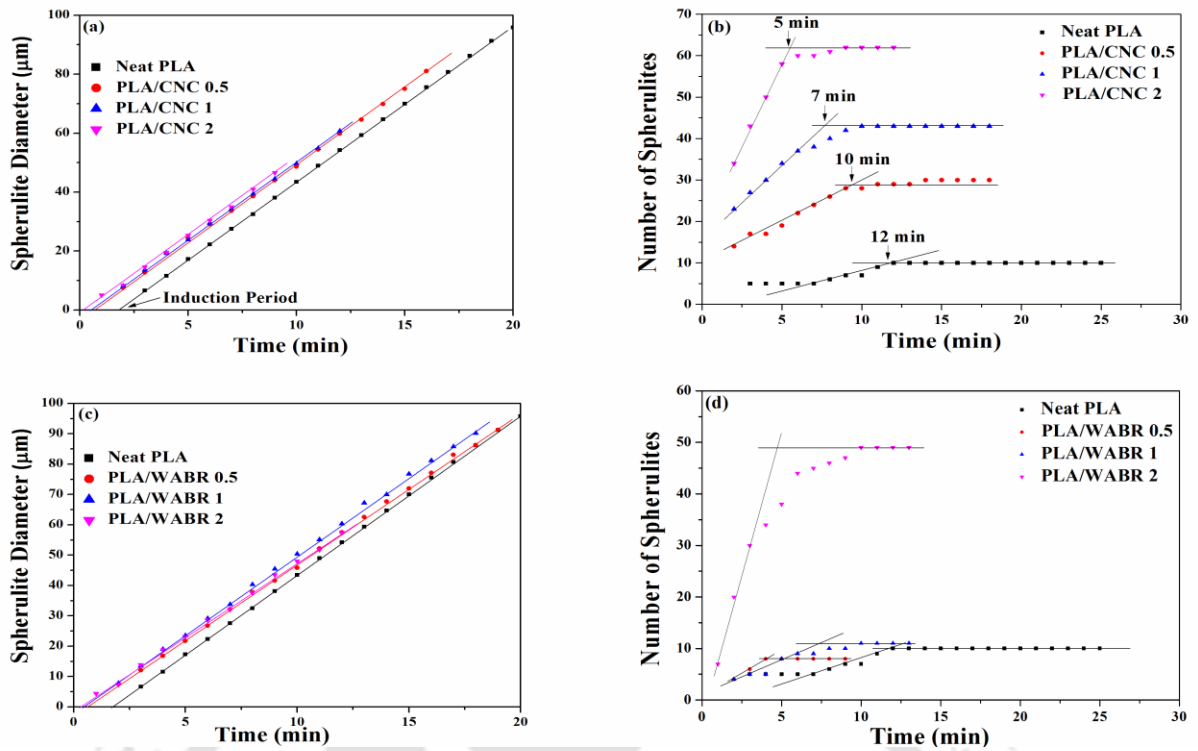 (a)
Neat PLA
PLA/CNC 0.5
PLA/CNC 1
PLA/CNC 2
Induction Period
Spherulite Diameter (μm)
100
80
60
40
20
0
0 5 10 15 20
Time (min)
(b)
5 min
7 min
10 min
12 min
Neat PLA
PLA/CNC 0.5
PLA/CNC 1
PLA/CNC 2
Number of Spherulites
70
60
50
40
30
20
10
0
0 5 10 15 20 25 30
Time (min)
(c)
Neat PLA
PLA/WABR 0.5
PLA/WABR 1
PLA/WABR 2
Spherulite Diameter (μm)
100
90
80
70
60
50
40
30
20
10
0
0 5 10 15 20
Time (min)
(d)
Neat PLA
PLA/WABR 0.5
PLA/WABR 1
PLA/WABR 2
Number of Spherulites
60
50
40
30
20
10
0
0 5 10 15 20 25 30
Time (min)